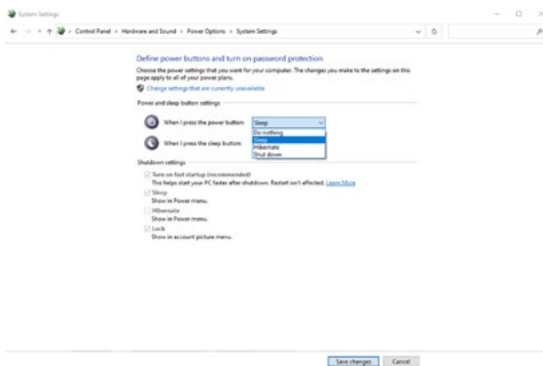 System Settings
Control Panel › Hardware and Sound › Power Options › System Settings
Define power buttons and turn on password protection
Choose the power settings that you want for your computer. The changes you make to the settings on this
page apply to all of your power plans.
Change settings that are currently unavailable
Power and sleep button settings
When I press the power button: Sleep
Do nothing
Sleep
Hibernate
Shut down
When I press the sleep button:
Shutdown settings
Turn on fast startup (recommended)
This helps start your PC faster after shutdown. Restart isn't affected. Learn More
Sleep
Show in Power menu.
Hibernate
Show in Power menu.
Lock
Show in account picture menu.
Save changes Cancel